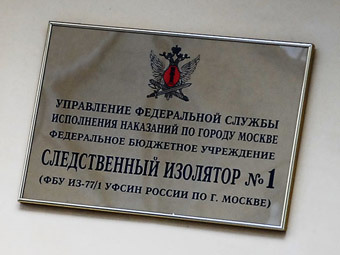 УПРАВЛЕНИЕ ФЕДЕРАЛЬНОЙ СЛУЖБЫ
ИСПОЛНЕНИЯ НАКАЗАНИЙ ПО ГОРОДУ МОСКВЕ
ФЕДЕРАЛЬНОЕ БЮДЖЕТНОЕ УЧРЕЖДЕНИЕ
СЛЕДСТВЕННЫЙ ИЗОЛЯТОР №1
(ФБУ ИЗ-77/1 УФСИН РОССИИ ПО Г. МОСКВЕ)